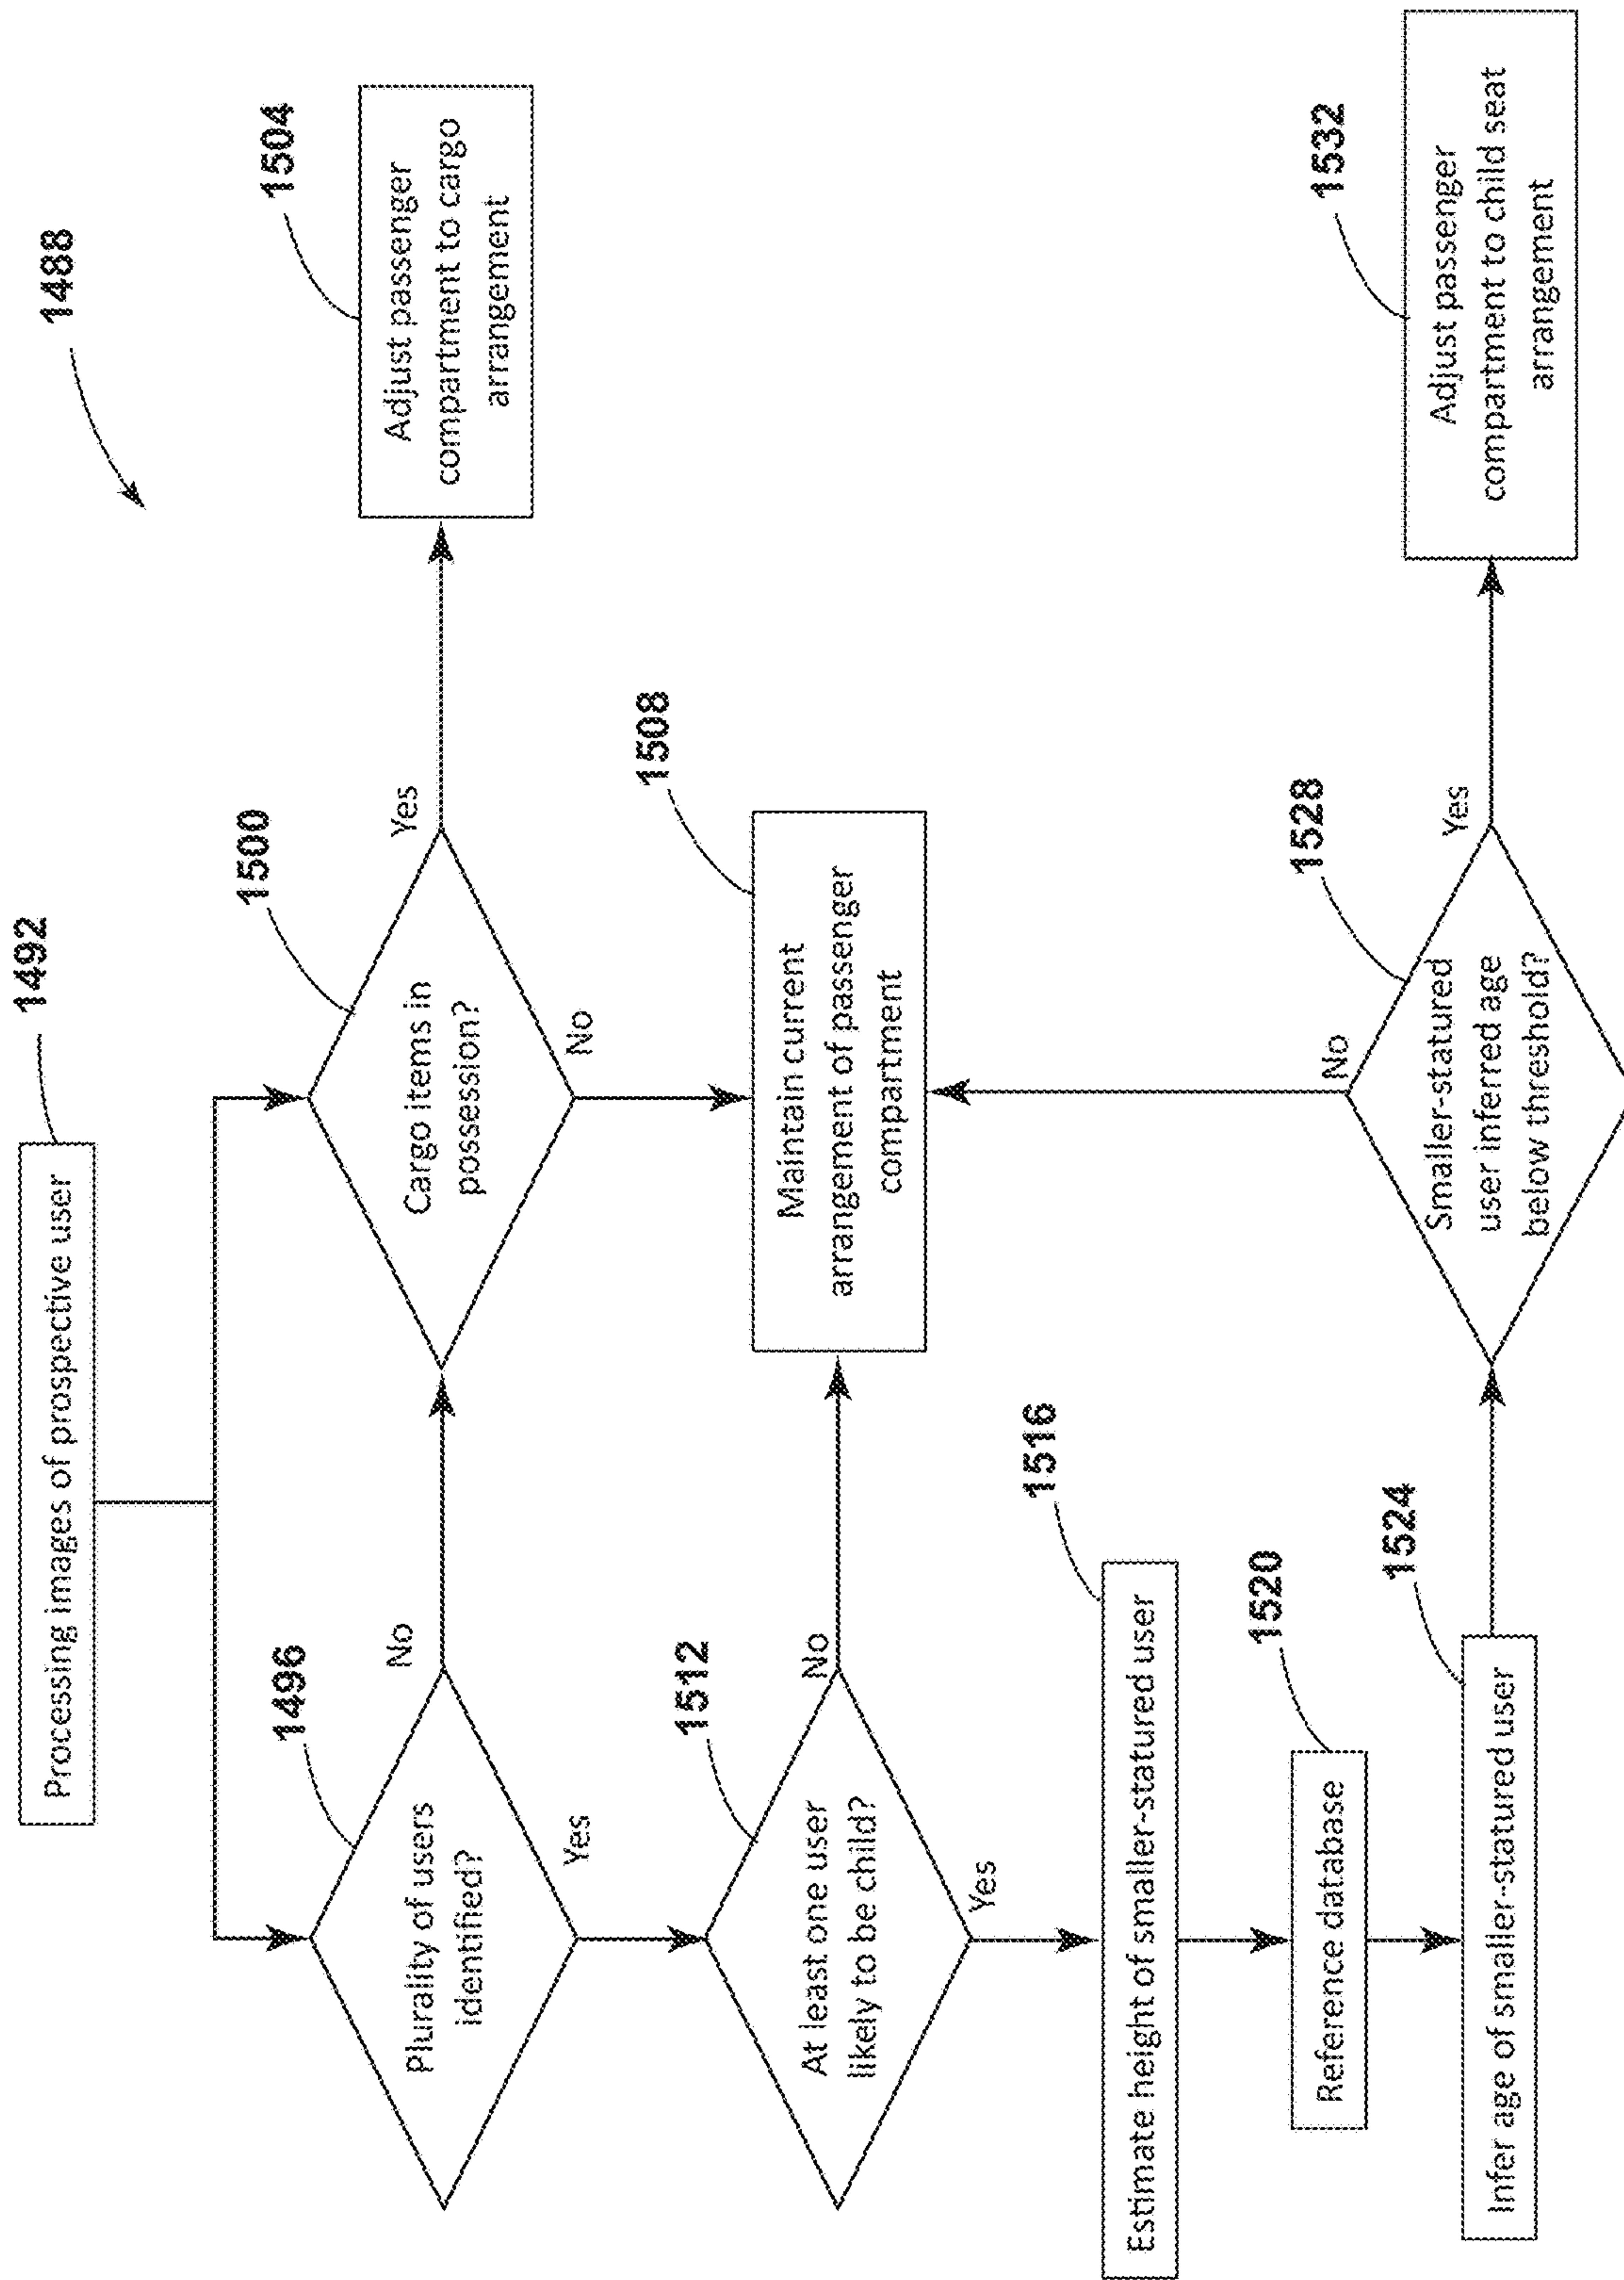 1488
1492
Processing images of prospective user
1496
Plurality of users
identified?
No
Yes
1500
Cargo items in
possession?
Yes
No
1504
Adjust passenger
compartment to cargo
arrangement
1512
At least one user
likely to be child?
No
Yes
1508
Maintain current
arrangement of passenger
compartment
1516
Estimate height of smaller-statured user
1520
Reference database
1524
Infer age of smaller-statured user
1528
Smaller-statured
user inferred age
below threshold?
No
Yes
1532
Adjust passenger
compartment to child seat
arrangement